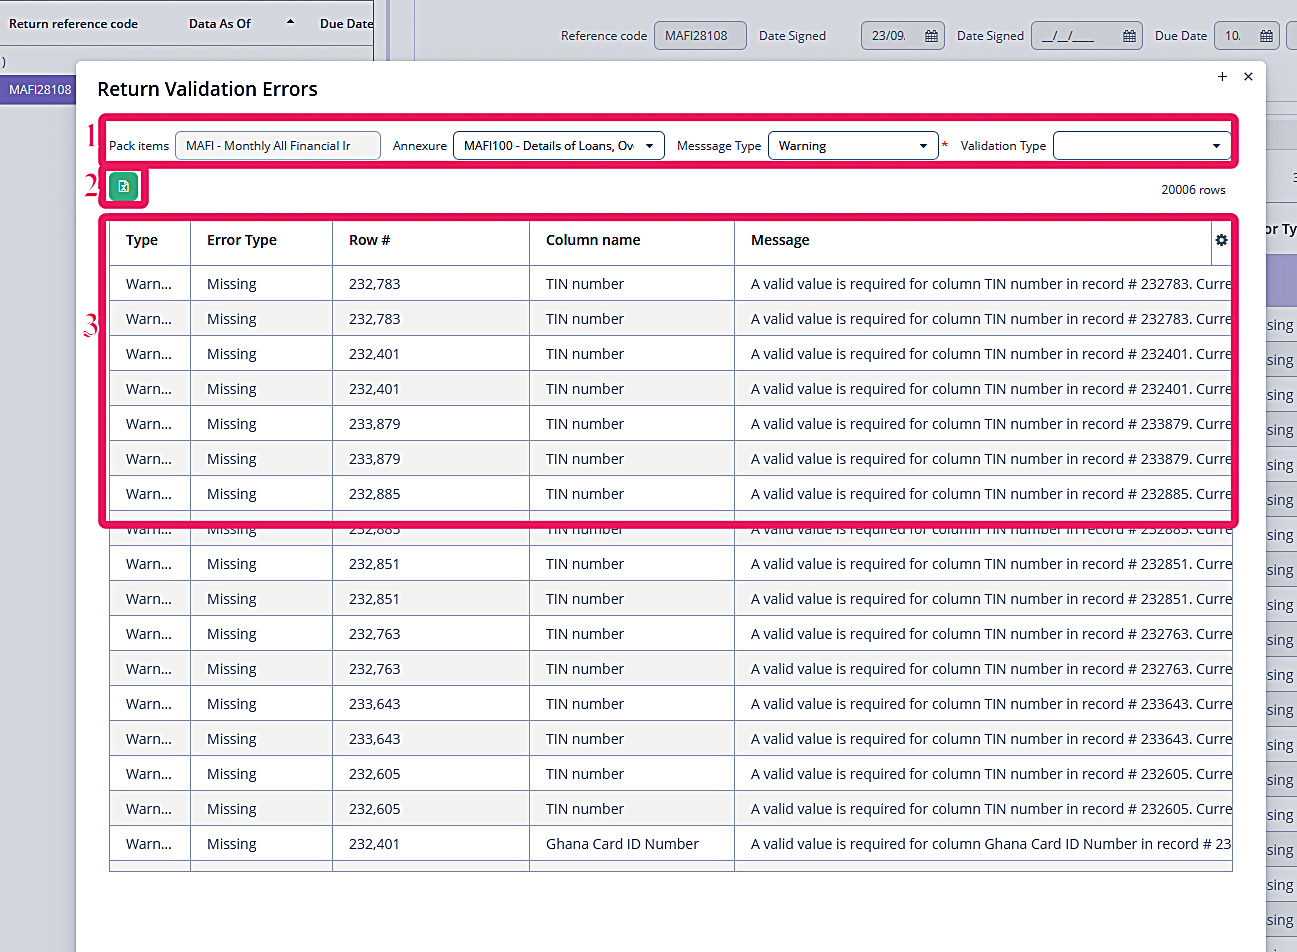 Return reference code Data As Of Due Date
Reference code MAFI28108 Date Signed 23/09. Date Signed __/__/____ Due Date 10.
)
MAFI28108
Return Validation Errors
1
Pack items MAFI - Monthly All Financial Ir Annexure MAFI100 - Details of Loans, Ov Messsage Type Warning * Validation Type
2
20006 rows
Type Error Type Row # Column name Message
or Ty
Warn... Missing 232,783 TIN number A valid value is required for column TIN number in record # 232783. Curre
Warn... Missing 232,783 TIN number A valid value is required for column TIN number in record # 232783. Curre
sing
3
Warn... Missing 232,401 TIN number A valid value is required for column TIN number in record # 232401. Curre
sing
Warn... Missing 232,401 TIN number A valid value is required for column TIN number in record # 232401. Curre
sing
Warn... Missing 233,879 TIN number A valid value is required for column TIN number in record # 233879. Curre
sing
Warn... Missing 233,879 TIN number A valid value is required for column TIN number in record # 233879. Curre
sing
Warn... Missing 232,885 TIN number A valid value is required for column TIN number in record # 232885. Curre
sing
Warn... Missing 232,885 TIN number A valid value is required for column TIN number in record # 232885. Curre
sing
Warn... Missing 232,851 TIN number A valid value is required for column TIN number in record # 232851. Curre
sing
Warn... Missing 232,851 TIN number A valid value is required for column TIN number in record # 232851. Curre
sing
Warn... Missing 232,763 TIN number A valid value is required for column TIN number in record # 232763. Curre
sing
Warn... Missing 232,763 TIN number A valid value is required for column TIN number in record # 232763. Curre
sing
Warn... Missing 233,643 TIN number A valid value is required for column TIN number in record # 233643. Curre
sing
Warn... Missing 233,643 TIN number A valid value is required for column TIN number in record # 233643. Curre
sing
Warn... Missing 232,605 TIN number A valid value is required for column TIN number in record # 232605. Curre
sing
Warn... Missing 232,605 TIN number A valid value is required for column TIN number in record # 232605. Curre
sing
Warn... Missing 232,401 Ghana Card ID Number A valid value is required for column Ghana Card ID Number in record # 23
sing
sing
sing